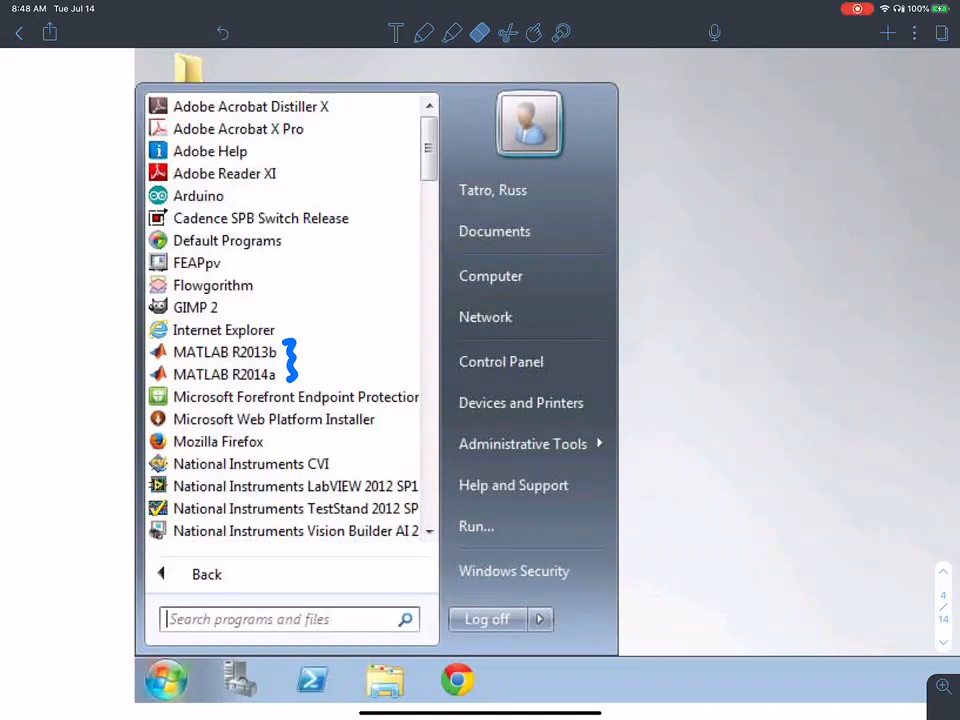 8:48 AM Tue Jul 14
100%
T
Adobe Acrobat Distiller X
Adobe Acrobat X Pro
Adobe Help
Adobe Reader XI
Arduino
Cadence SPB Switch Release
Default Programs
FEAPpv
Flowgorithm
GIMP 2
Internet Explorer
MATLAB R2013b
MATLAB R2014a
Microsoft Forefront Endpoint Protection
Microsoft Web Platform Installer
Mozilla Firefox
National Instruments CVI
National Instruments LabVIEW 2012 SP1
National Instruments TestStand 2012 SP
National Instruments Vision Builder AI 2
Back
Search programs and files
Tatro, Russ
Documents
Computer
Network
Control Panel
Devices and Printers
Administrative Tools
Help and Support
Run...
Windows Security
Log off
4
/
14